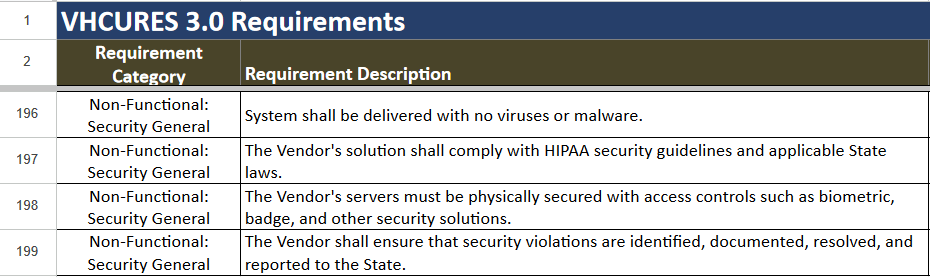 1 VHCURES 3.0 Requirements
2 Requirement Category Requirement Description
196 Non-Functional: Security General System shall be delivered with no viruses or malware.
197 Non-Functional: Security General The Vendor's solution shall comply with HIPAA security guidelines and applicable State laws.
198 Non-Functional: Security General The Vendor's servers must be physically secured with access controls such as biometric, badge, and other security solutions.
199 Non-Functional: Security General The Vendor shall ensure that security violations are identified, documented, resolved, and reported to the State.